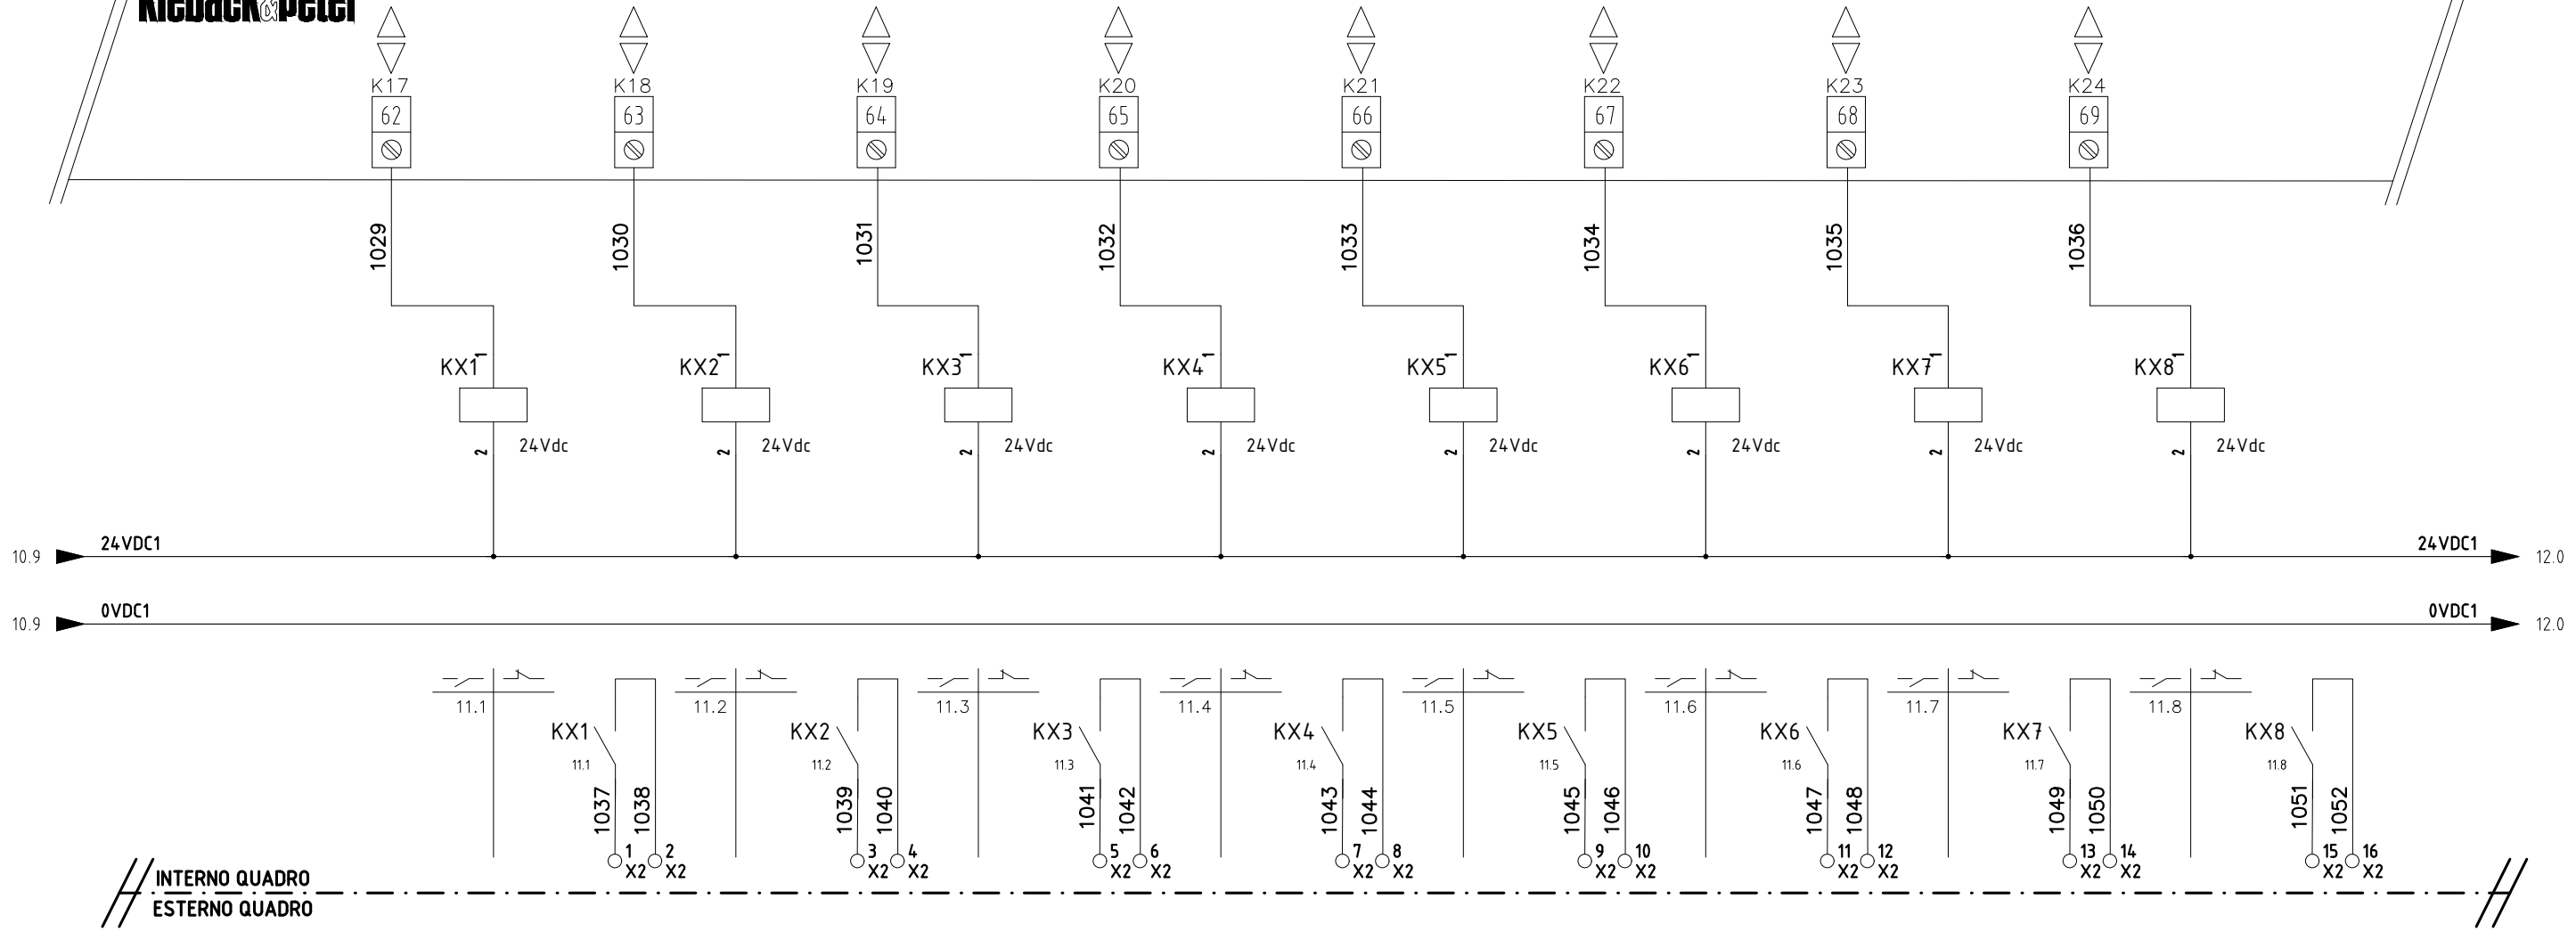 Kieback&Peter
K17 K18 K19 K20 K21 K22 K23 K24
62 63 64 65 66 67 68 69
1029 1030 1031 1032 1033 1034 1035 1036
1 1 1 1 1 1 1 1
KX1 KX2 KX3 KX4 KX5 KX6 KX7 KX8
2 24Vdc 2 24Vdc 2 24Vdc 2 24Vdc 2 24Vdc 2 24Vdc 2 24Vdc 2 24Vdc
24VDC1 24VDC1
10.9 12.0
0VDC1 0VDC1
10.9 12.0
11.1 11.2 11.3 11.4 11.5 11.6 11.7 11.8
KX1 KX2 KX3 KX4 KX5 KX6 KX7 KX8
11.1 11.2 11.3 11.4 11.5 11.6 11.7 11.8
1037 1038 1039 1040 1041 1042 1043 1044 1045 1046 1047 1048 1049 1050 1051 1052
1 2 3 4 5 6 7 8 9 10 11 12 13 14 15 16
X2 X2 X2 X2 X2 X2 X2 X2 X2 X2 X2 X2 X2 X2 X2 X2
INTERNO QUADRO
ESTERNO QUADRO